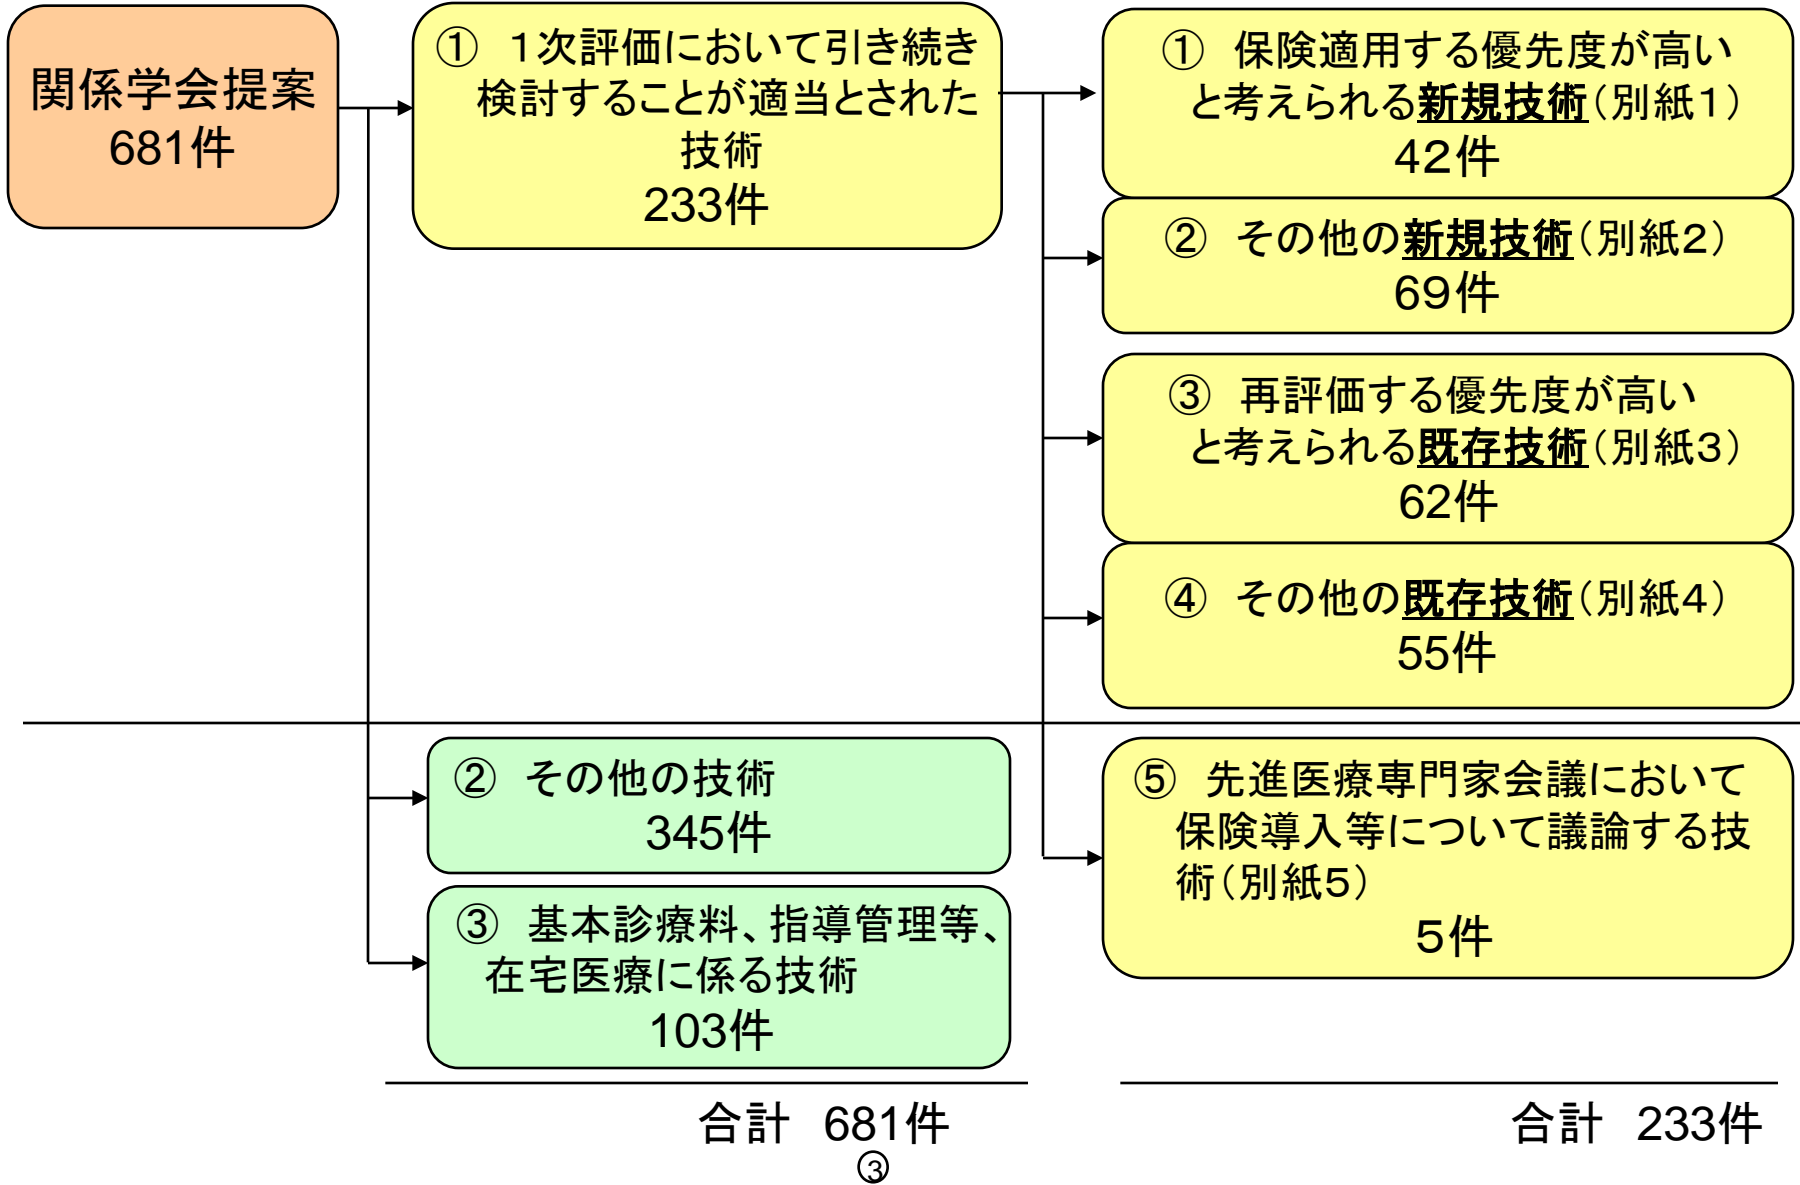 関係学会提案
681件
① 1次評価において引き続き
検討することが適当とされた
技術
233件
① 保険適用する優先度が高い
と考えられる新規技術(別紙1)
42件
② その他の新規技術(別紙2)
69件
③ 再評価する優先度が高い
と考えられる既存技術(別紙3)
62件
④ その他の既存技術(別紙4)
55件
② その他の技術
345件
③ 基本診療料、指導管理等、
在宅医療に係る技術
103件
⑤ 先進医療専門家会議において
保険導入等について議論する技
術(別紙5)
5件
合計 681件
合計 233件
③